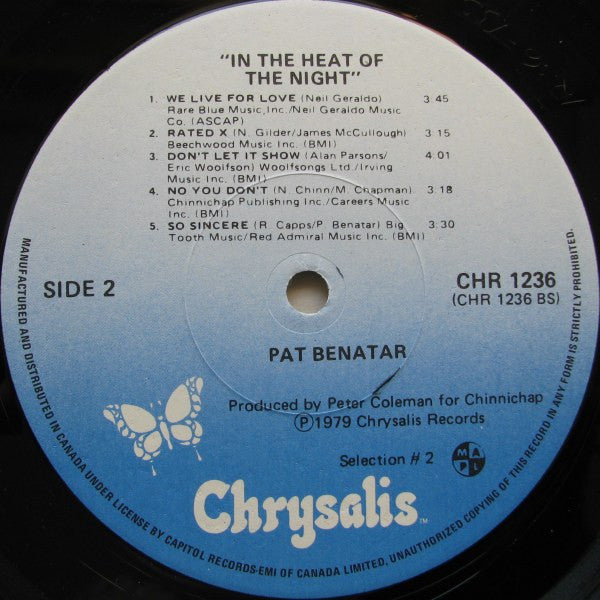 "IN THE HEAT OF
THE NIGHT"
1. WE LIVE FOR LOVE (Neil Geraldo) 3:45
Rare Blue Music,Inc./Neil Geraldo Music
Co. (ASCAP)
2. RATED X (N. Gilder/James McCullough) 3:15
Beechwood Music Inc. (BMI)
3. DON'T LET IT SHOW (Alan Parsons/ 4:01
Eric Woolfson) Woolfsongs Ltd./Irving
Music Inc. (BMI)
4. NO YOU DON'T (N. Chinn/M. Chapman) 3:18
Chinnichap Publishing Inc./Careers Music
Inc. (BMI)
5. SO SINCERE (R. Capps/P. Benatar) Big 3:30
Tooth Music/Red Admiral Music Inc. (BMI)
SIDE 2
CHR 1236
(CHR 1236 BS)
PAT BENATAR
Produced by Peter Coleman for Chinnichap
Ⓟ1979 Chrysalis Records
Selection # 2
MAPL
Chrysalis™
MANUFACTURED AND DISTRIBUTED IN CANADA UNDER LICENSE BY CAPITOL RECORDS-EMI OF CANADA LIMITED. UNAUTHORIZED COPYING OF THIS RECORD IN ANY FORM IS STRICTLY PROHIBITED.